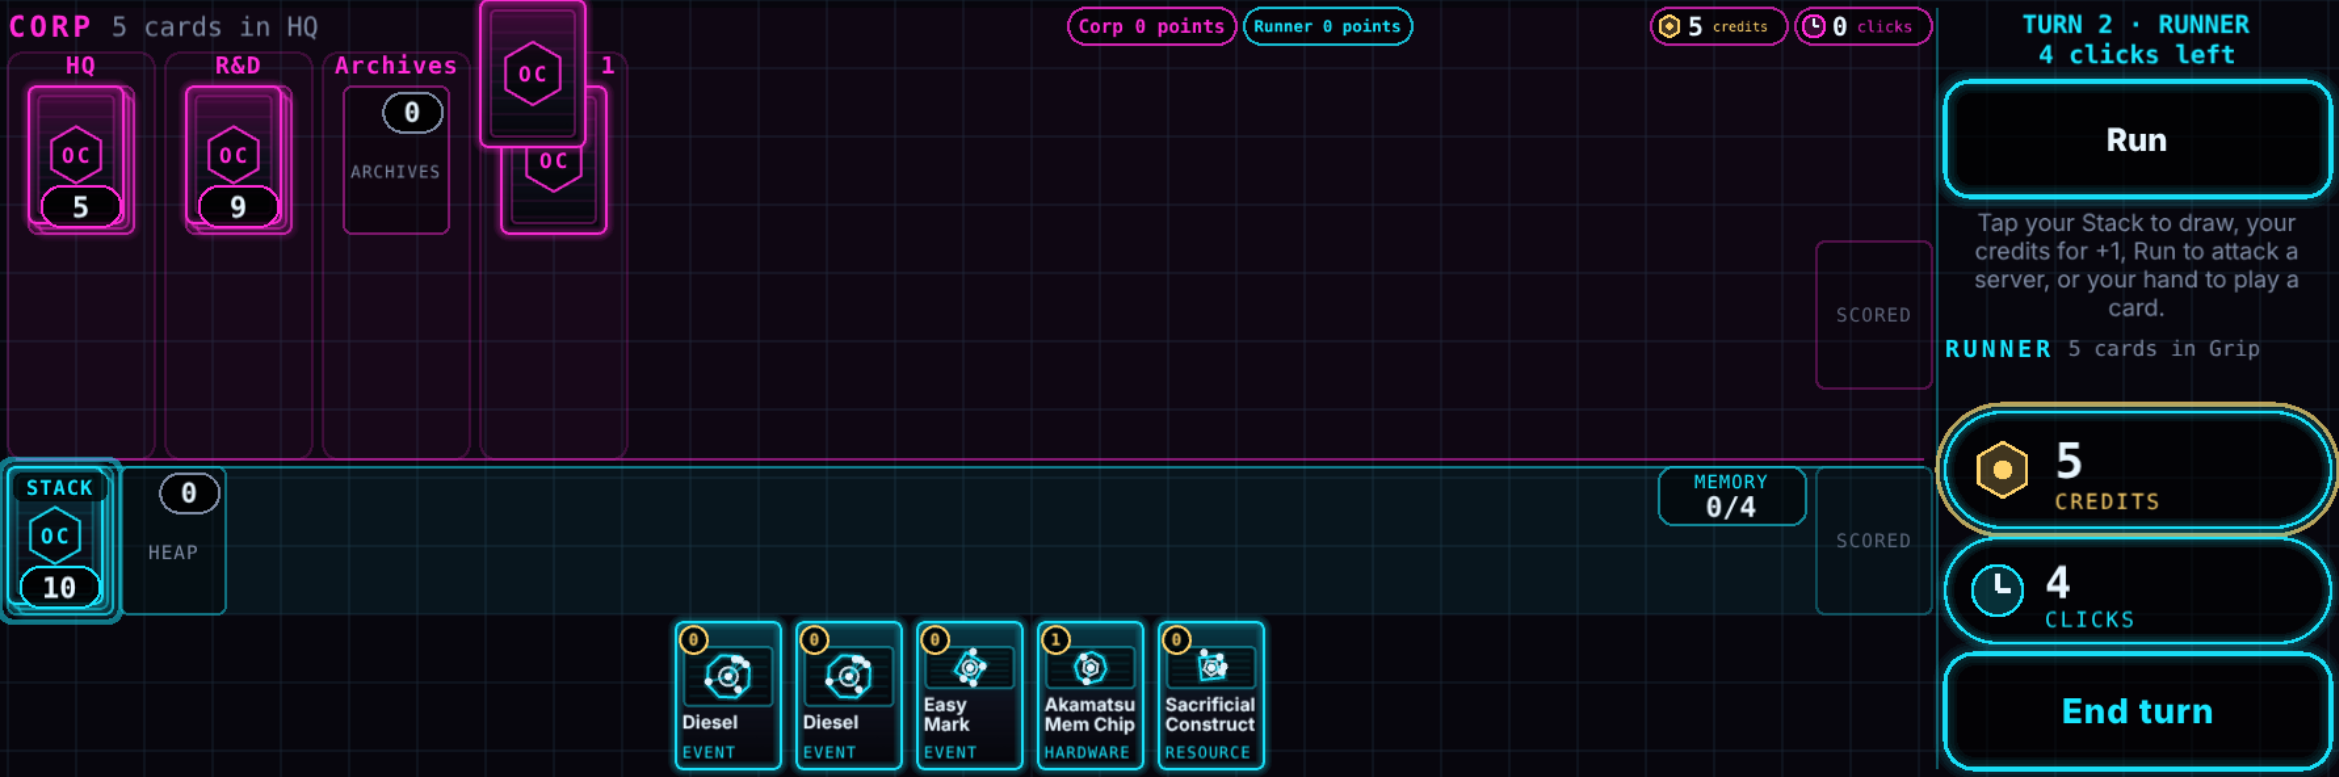 CORP 5 cards in HQ
Corp 0 points
Runner 0 points
5 credits
0 clicks
HQ
R&D
Archives
1
OC
5
OC
9
0
ARCHIVES
OC
OC
SCORED
STACK
OC
10
0
HEAP
MEMORY
0/4
SCORED
0
Diesel
EVENT
0
Diesel
EVENT
0
Easy
Mark
EVENT
1
Akamatsu
Mem Chip
HARDWARE
0
Sacrificial
Construct
RESOURCE
TURN 2 · RUNNER
4 clicks left
Run
Tap your Stack to draw, your
credits for +1, Run to attack a
server, or your hand to play a
card.
RUNNER 5 cards in Grip
5
CREDITS
4
CLICKS
End turn